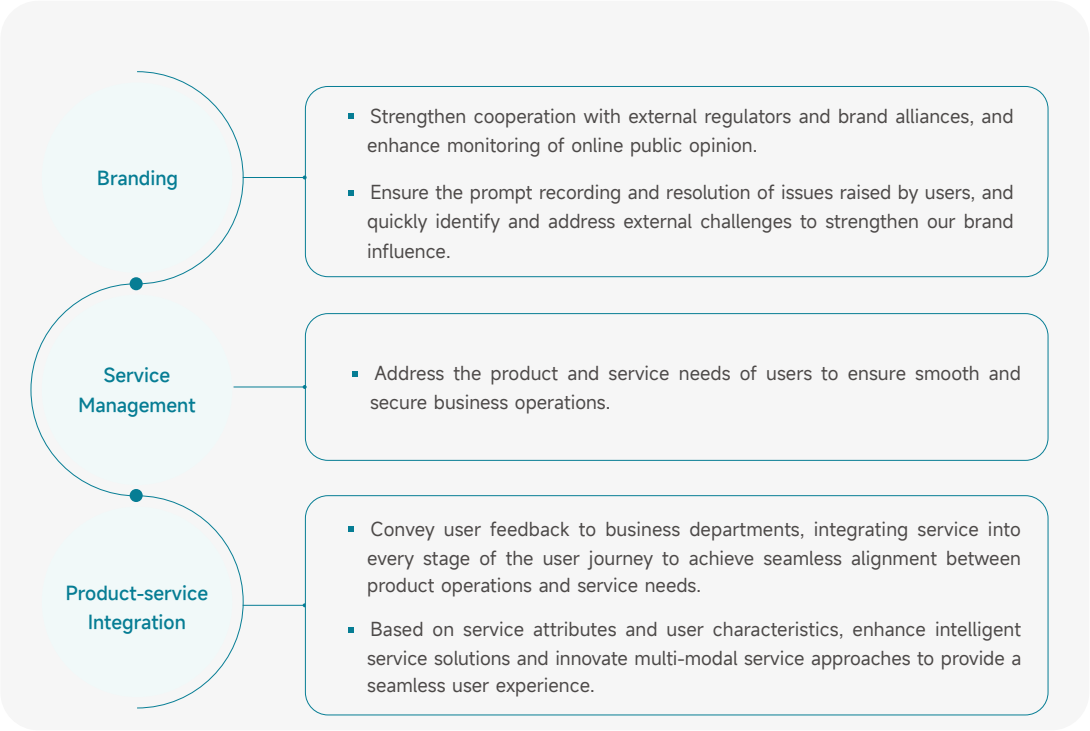 Branding
▪ Strengthen cooperation with external regulators and brand alliances, and
enhance monitoring of online public opinion.
▪ Ensure the prompt recording and resolution of issues raised by users, and
quickly identify and address external challenges to strengthen our brand
influence.
Service
Management
▪ Address the product and service needs of users to ensure smooth and
secure business operations.
Product-service
Integration
▪ Convey user feedback to business departments, integrating service into
every stage of the user journey to achieve seamless alignment between
product operations and service needs.
▪ Based on service attributes and user characteristics, enhance intelligent
service solutions and innovate multi-modal service approaches to provide a
seamless user experience.